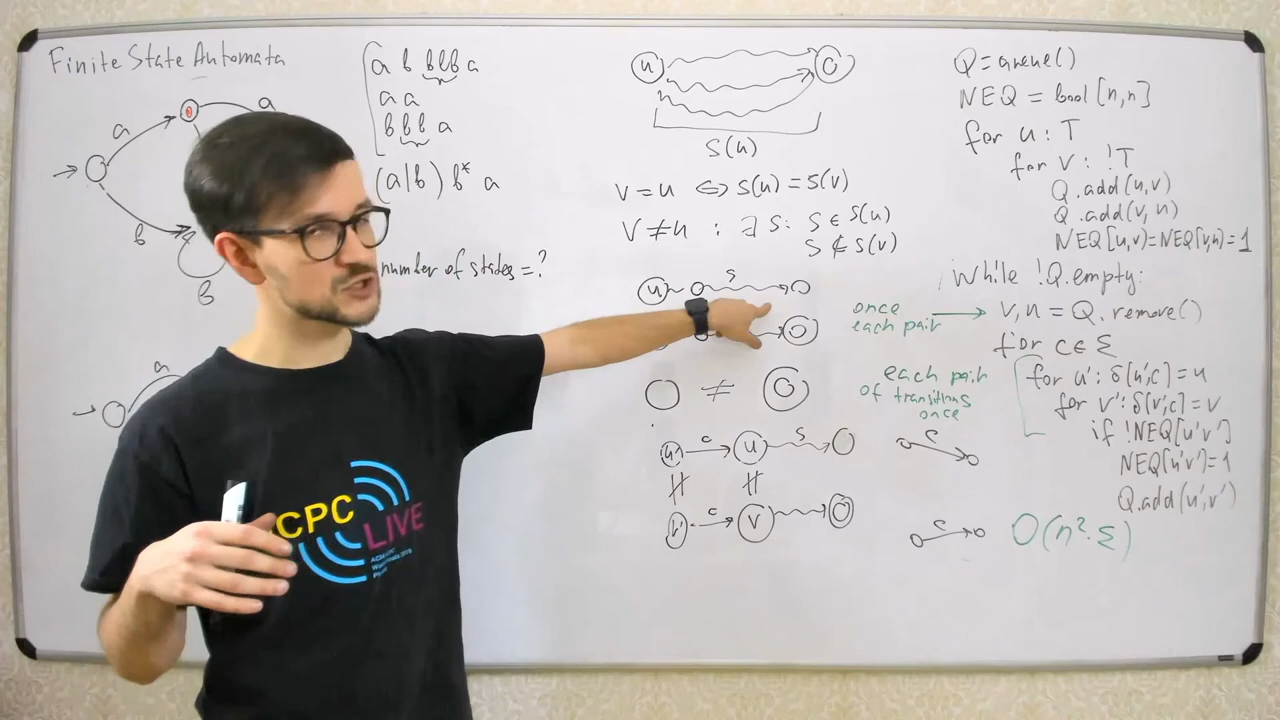 Finite State Automata
a
a
b
b
a
a b bbb a
a a
b b b a
(a|b) b* a
number of states = ?
u
S(u)
v = u ⇔ S(u) = S(v)
v ≠ u : ∃ s: s ∈ S(u)
s ∉ S(v)
u
s
≠
u' c u s
v' c v
Q = queue()
NEQ = bool[n,n]
for u : T
for v : !T
Q.add(u,v)
Q.add(v,u)
NEQ[u,v]=NEQ[v,u]=1
while !Q.empty:
once
each pair
v,u = Q.remove()
for c ∈ Σ
each pair
of transitions
once
for u' : δ[u',c] = u
for v' : δ[v',c] = v
if !NEQ[u'v']
NEQ[u'v']=1
Q.add(u',v')
c
c
O(n²·Σ)
CPC
LIVE